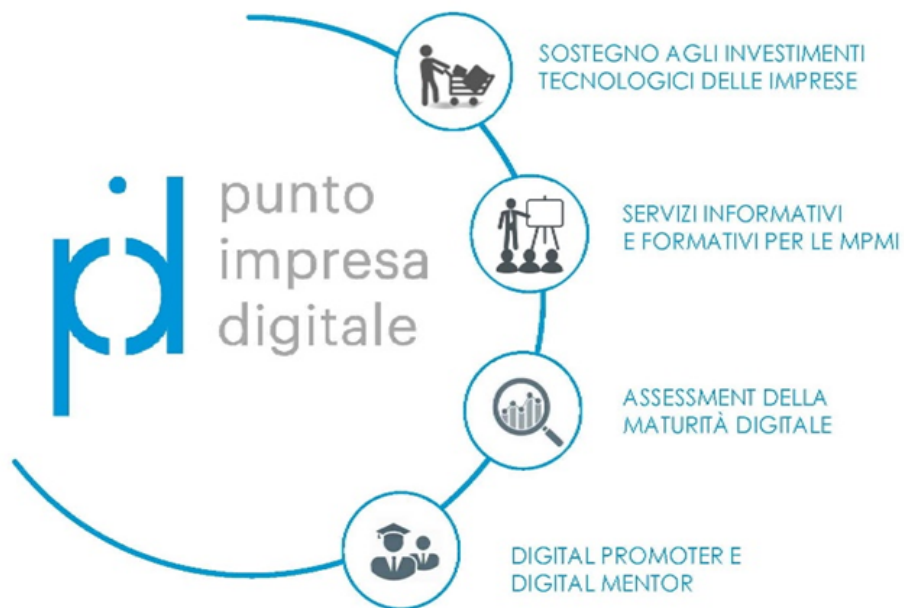 SOSTEGNO AGLI INVESTIMENTI
TECNOLOGICI DELLE IMPRESE
pid
punto
impresa
digitale
SERVIZI INFORMATIVI
E FORMATIVI PER LE MPMI
ASSESSMENT DELLA
MATURITÀ DIGITALE
DIGITAL PROMOTER E
DIGITAL MENTOR